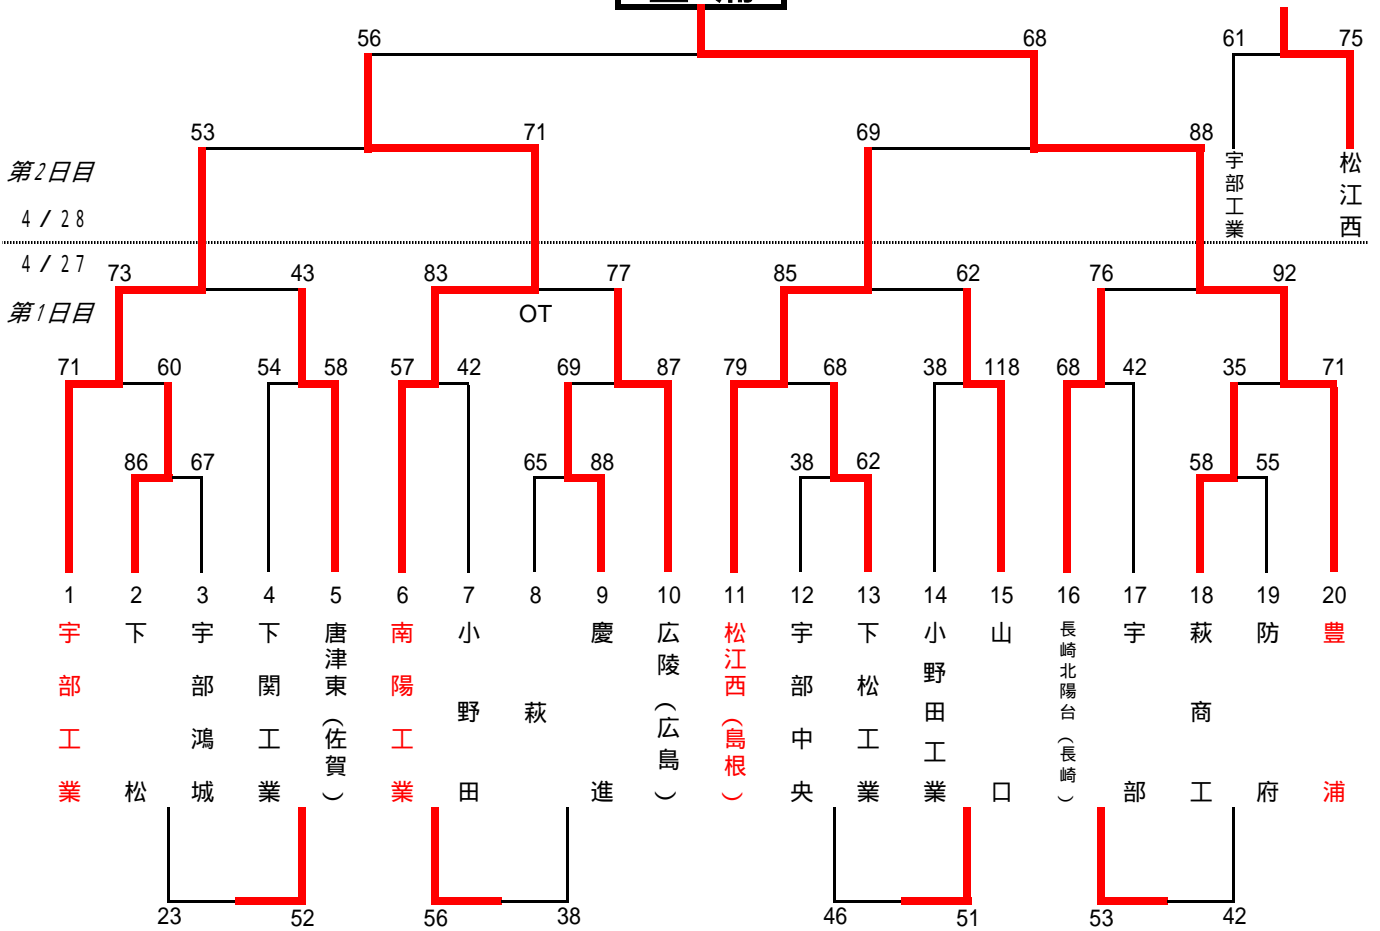 56 68 61 75
53 71 69 88
宇部工業 松江西
第2日目
4/28
4/27
73 43 83 77 85 62 76 92
第1日目
OT
71 60 54 58 57 42 69 87 79 68 38 118 68 42 35 71
86 67 65 88 38 62 58 55
1 2 3 4 5 6 7 8 9 10 11 12 13 14 15 16 17 18 19 20
宇部工業
下松
宇部鴻城
下関工業
唐津東(佐賀)
南陽工業
小野田
萩
慶進
広陵(広島)
松江西(島根)
宇部中央
下松工業
小野田工業
山口
長崎北陽台(長崎)
宇部
萩商工
防府
豊浦
23 52 56 38 46 51 53 42